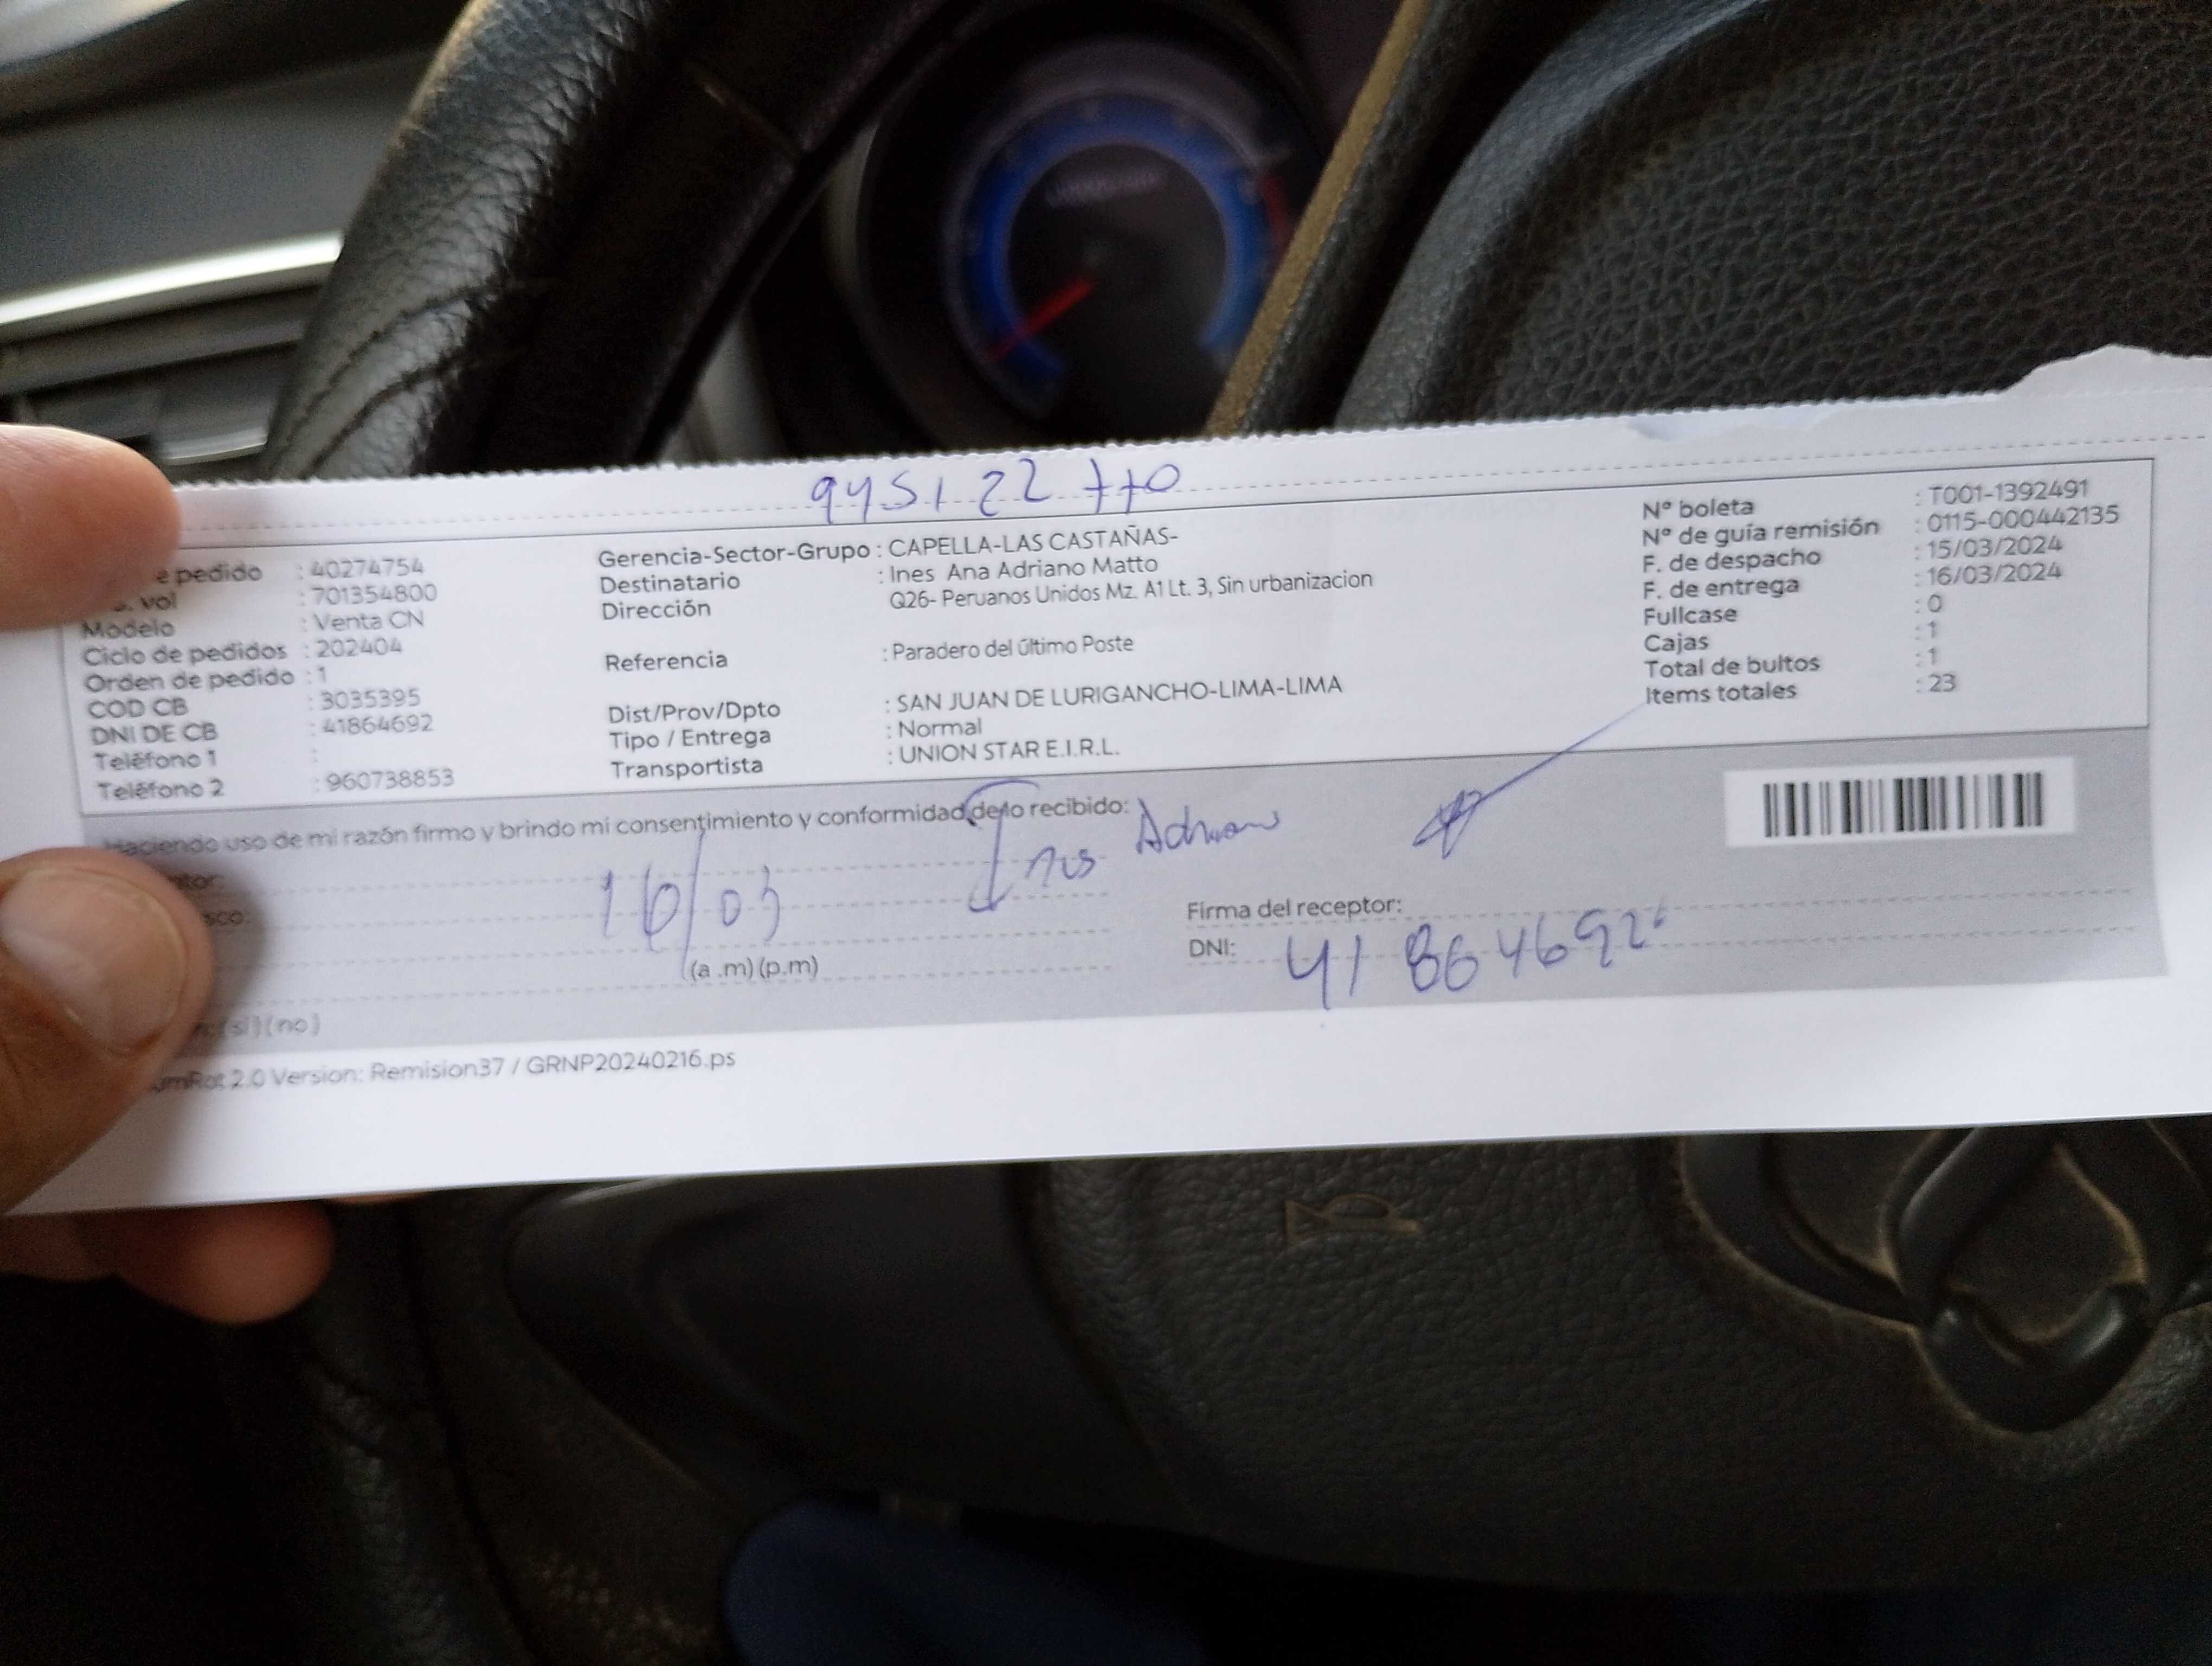 945122770
e pedido : 40274754
vol : 701354800
Modelo : Venta CN
Ciclo de pedidos : 202404
Orden de pedido : 1
COD CB : 3035395
DNI DE CB : 41864692
Teléfono 1 :
Teléfono 2 : 960738853
Gerencia-Sector-Grupo : CAPELLA-LAS CASTAÑAS-
Destinatario : Ines Ana Adriano Matto
Dirección Q26- Peruanos Unidos Mz. A1 Lt. 3, Sin urbanizacion
Referencia : Paradero del último Poste
Dist/Prov/Dpto : SAN JUAN DE LURIGANCHO-LIMA-LIMA
Tipo / Entrega : Normal
Transportista : UNION STAR E.I.R.L.
Nº boleta : T001-1392491
Nº de guía remisión : 0115-000442135
F. de despacho : 15/03/2024
F. de entrega : 16/03/2024
Fullcase : 0
Cajas : 1
Total de bultos : 1
Items totales : 23
Haciendo uso de mi razón firmo y brindo mi consentimiento y conformidad de lo recibido:
Ines Adriano
16/03
(a .m) (p.m)
Firma del receptor:
DNI: 41864692
(si) (no)
2.0 Version: Remision37 / GRNP20240216.ps